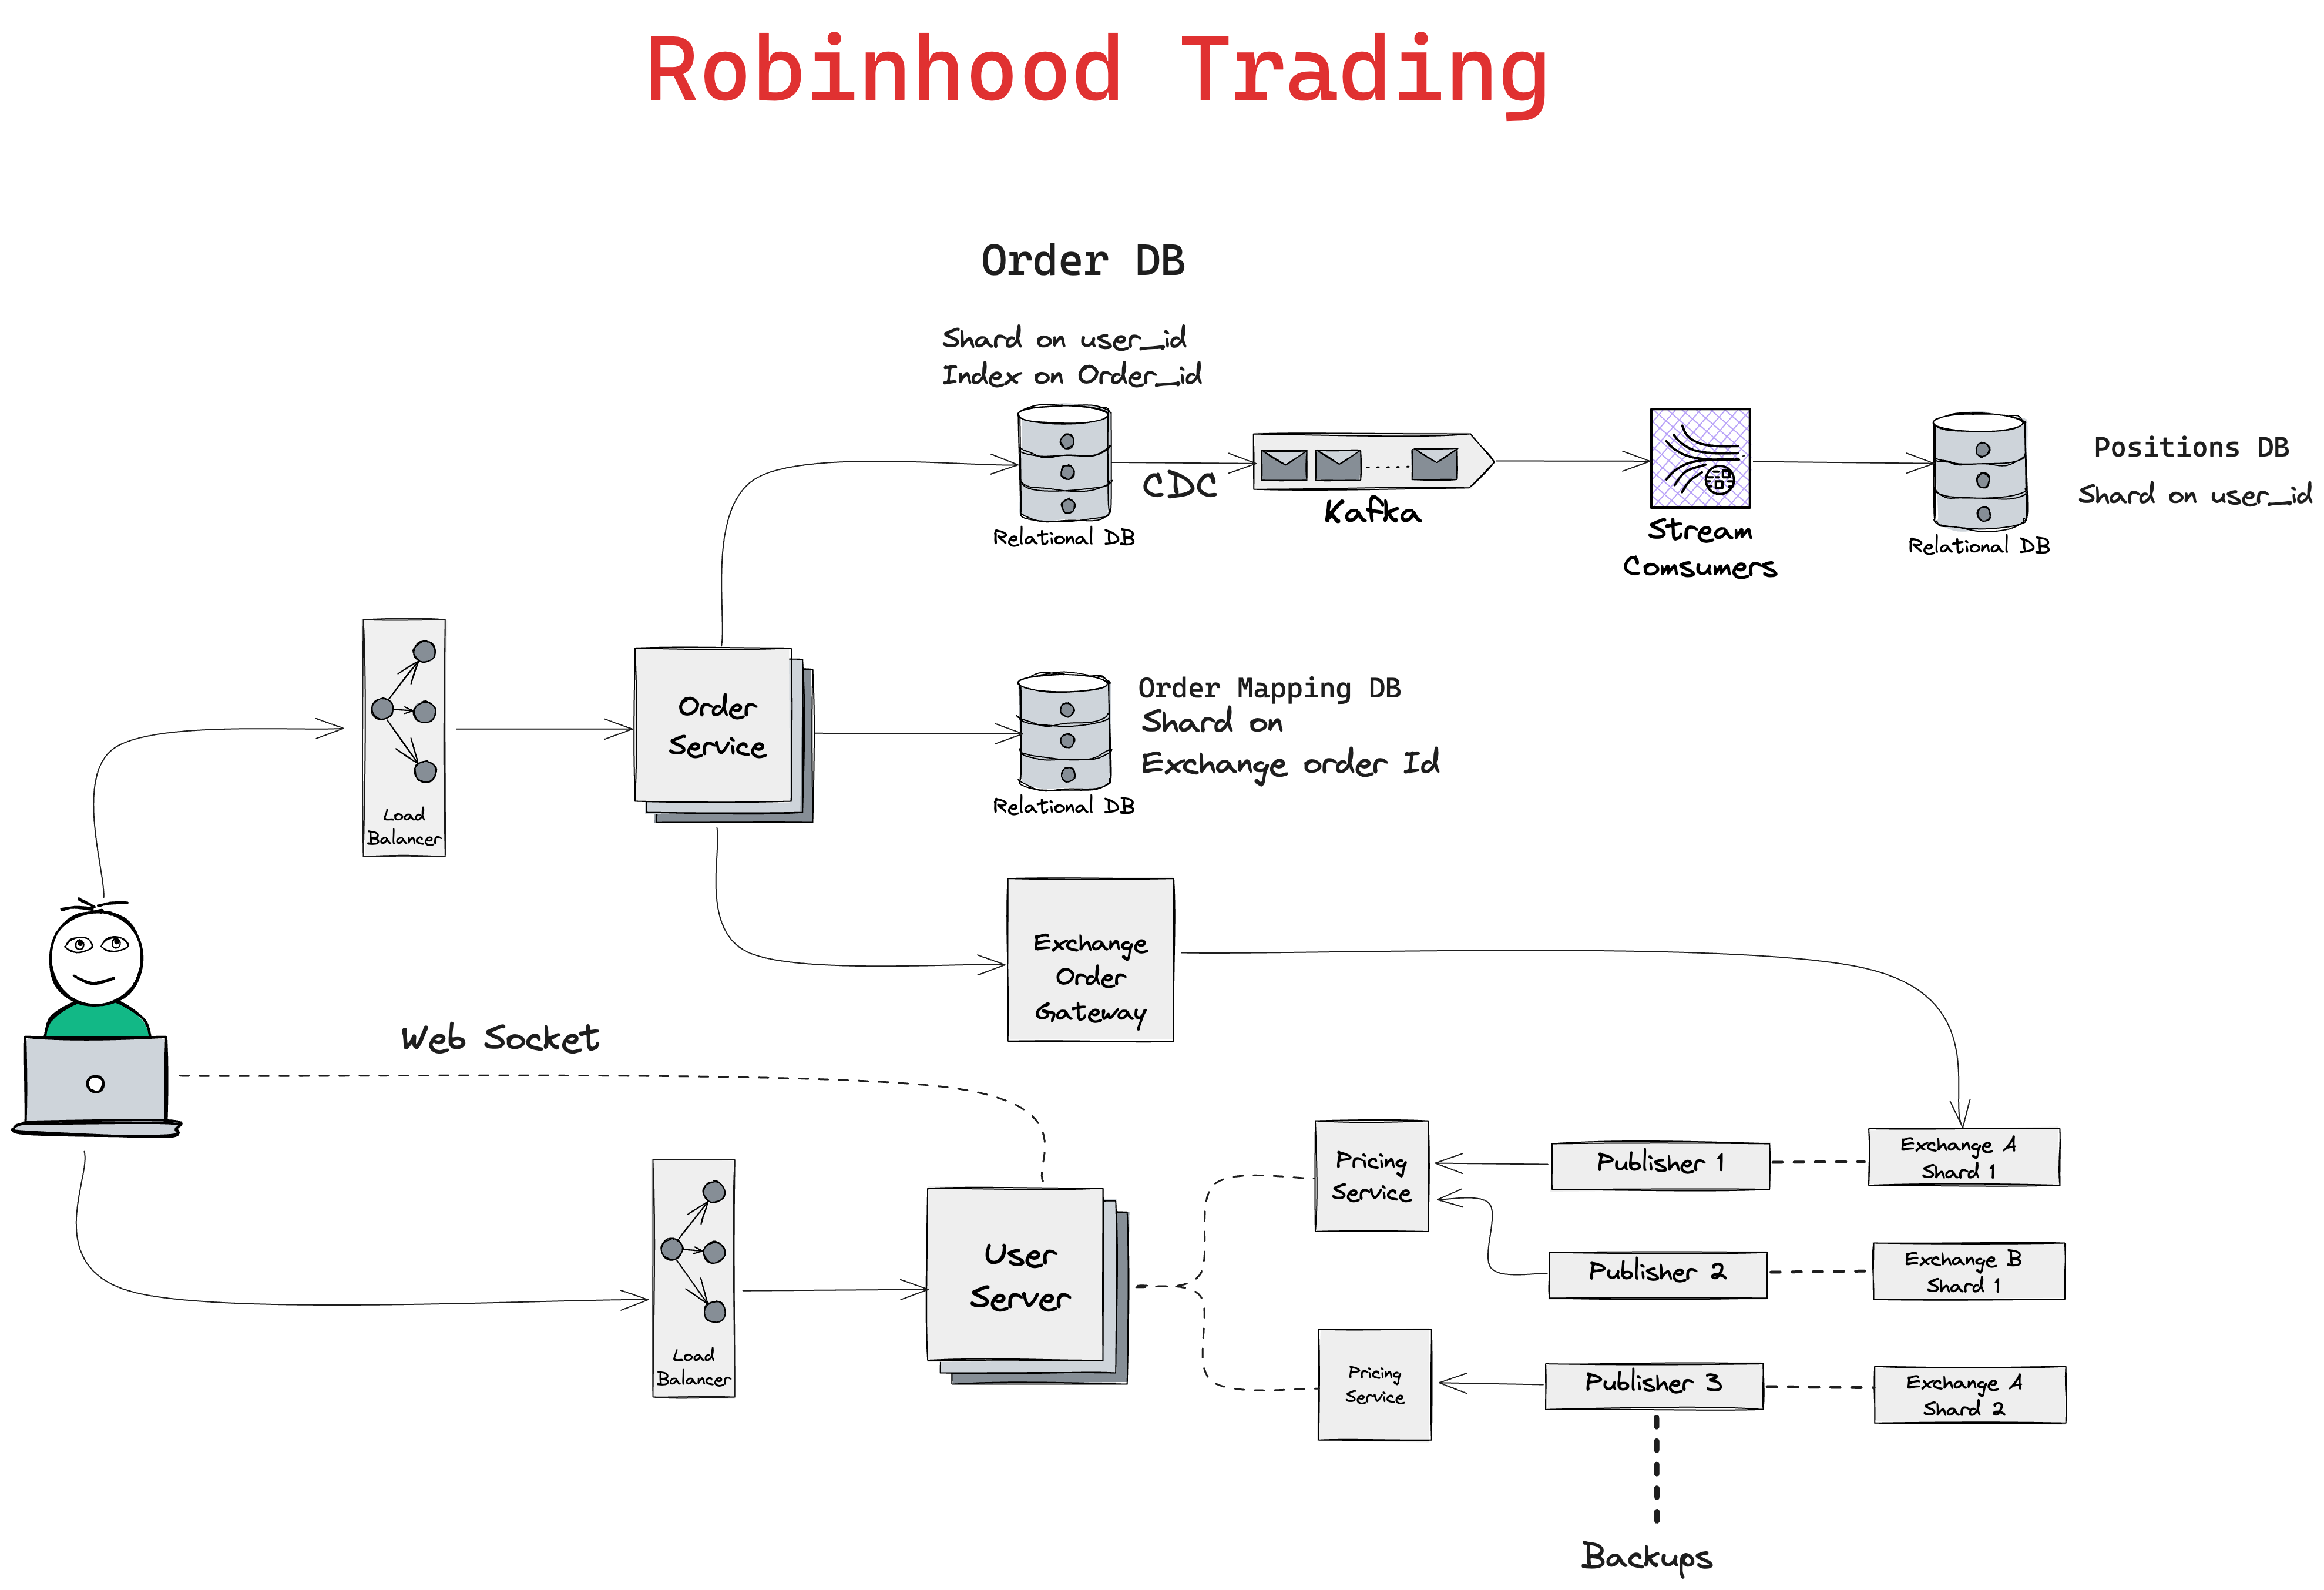 Robinhood Trading
Order DB
Shard on user_id
Index on Order_id
Relational DB
CDC
Kafka
Stream
Comsumers
Relational DB
Positions DB
Shard on user_id
Load
Balancer
Order
Service
Order Mapping DB
Shard on
Exchange order Id
Relational DB
Exchange
Order
Gateway
Web Socket
Load
Balancer
User
Server
Pricing
Service
Publisher 1
Exchange A
Shard 1
Publisher 2
Exchange B
Shard 1
Pricing
Service
Publisher 3
Exchange A
Shard 2
Backups